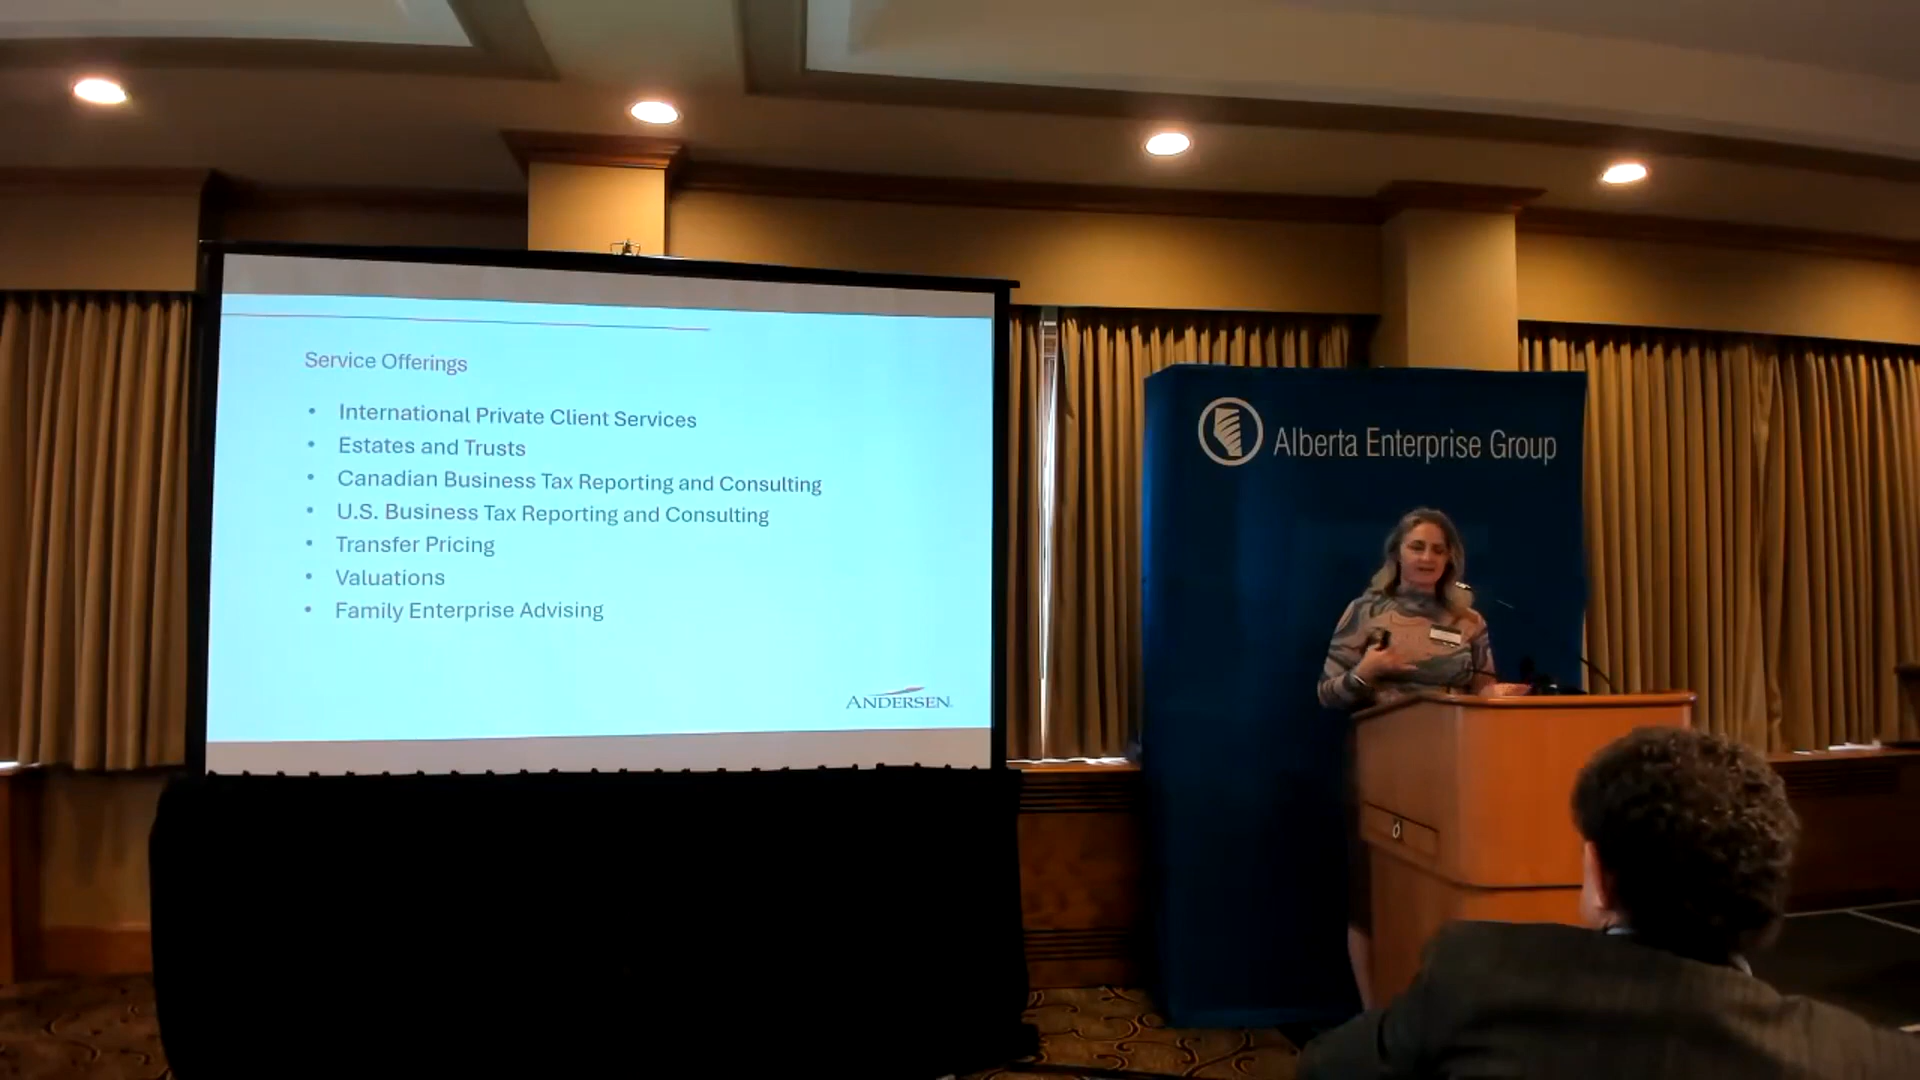 Service Offerings
• International Private Client Services
• Estates and Trusts
• Canadian Business Tax Reporting and Consulting
• U.S. Business Tax Reporting and Consulting
• Transfer Pricing
• Valuations
• Family Enterprise Advising
ANDERSEN
Alberta Enterprise Group